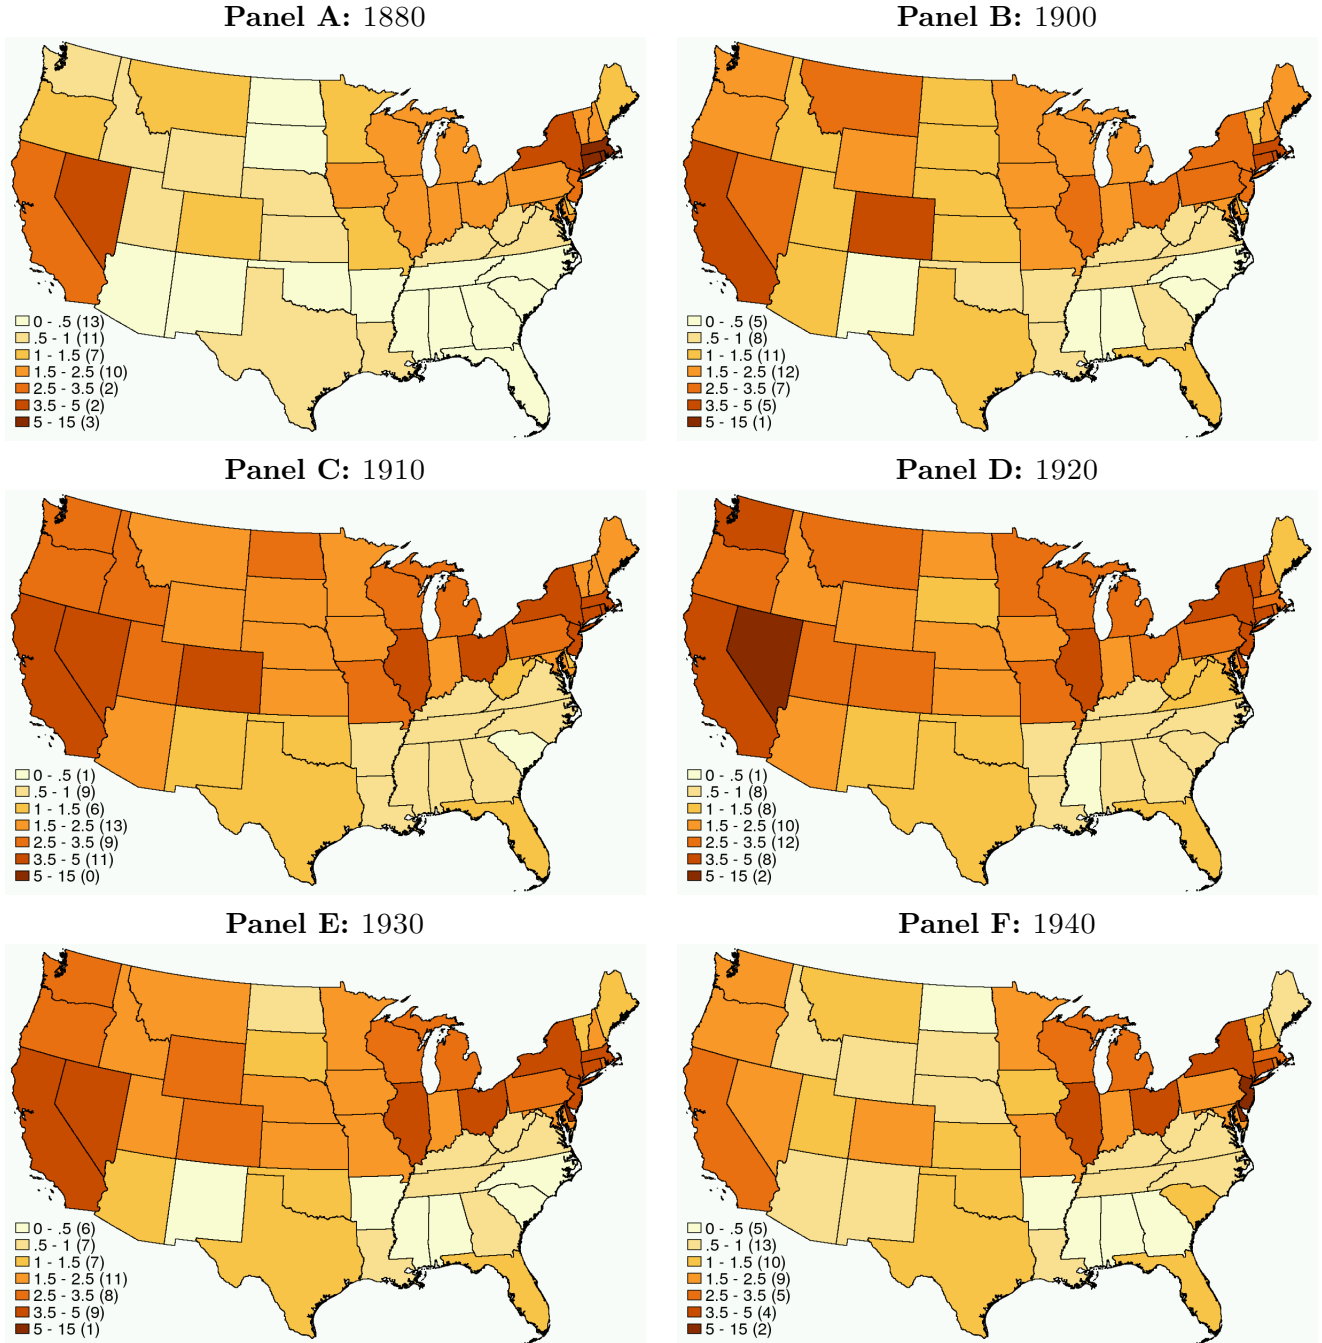 Panel A: 1880
0 - .5 (13)
.5 - 1 (11)
1 - 1.5 (7)
1.5 - 2.5 (10)
2.5 - 3.5 (2)
3.5 - 5 (2)
5 - 15 (3)
Panel B: 1900
0 - .5 (5)
.5 - 1 (8)
1 - 1.5 (11)
1.5 - 2.5 (12)
2.5 - 3.5 (7)
3.5 - 5 (5)
5 - 15 (1)
Panel C: 1910
0 - .5 (1)
.5 - 1 (9)
1 - 1.5 (6)
1.5 - 2.5 (13)
2.5 - 3.5 (9)
3.5 - 5 (11)
5 - 15 (0)
Panel D: 1920
0 - .5 (1)
.5 - 1 (8)
1 - 1.5 (8)
1.5 - 2.5 (10)
2.5 - 3.5 (12)
3.5 - 5 (8)
5 - 15 (2)
Panel E: 1930
0 - .5 (6)
.5 - 1 (7)
1 - 1.5 (7)
1.5 - 2.5 (11)
2.5 - 3.5 (8)
3.5 - 5 (9)
5 - 15 (1)
Panel F: 1940
0 - .5 (5)
.5 - 1 (13)
1 - 1.5 (10)
1.5 - 2.5 (9)
2.5 - 3.5 (5)
3.5 - 5 (4)
5 - 15 (2)